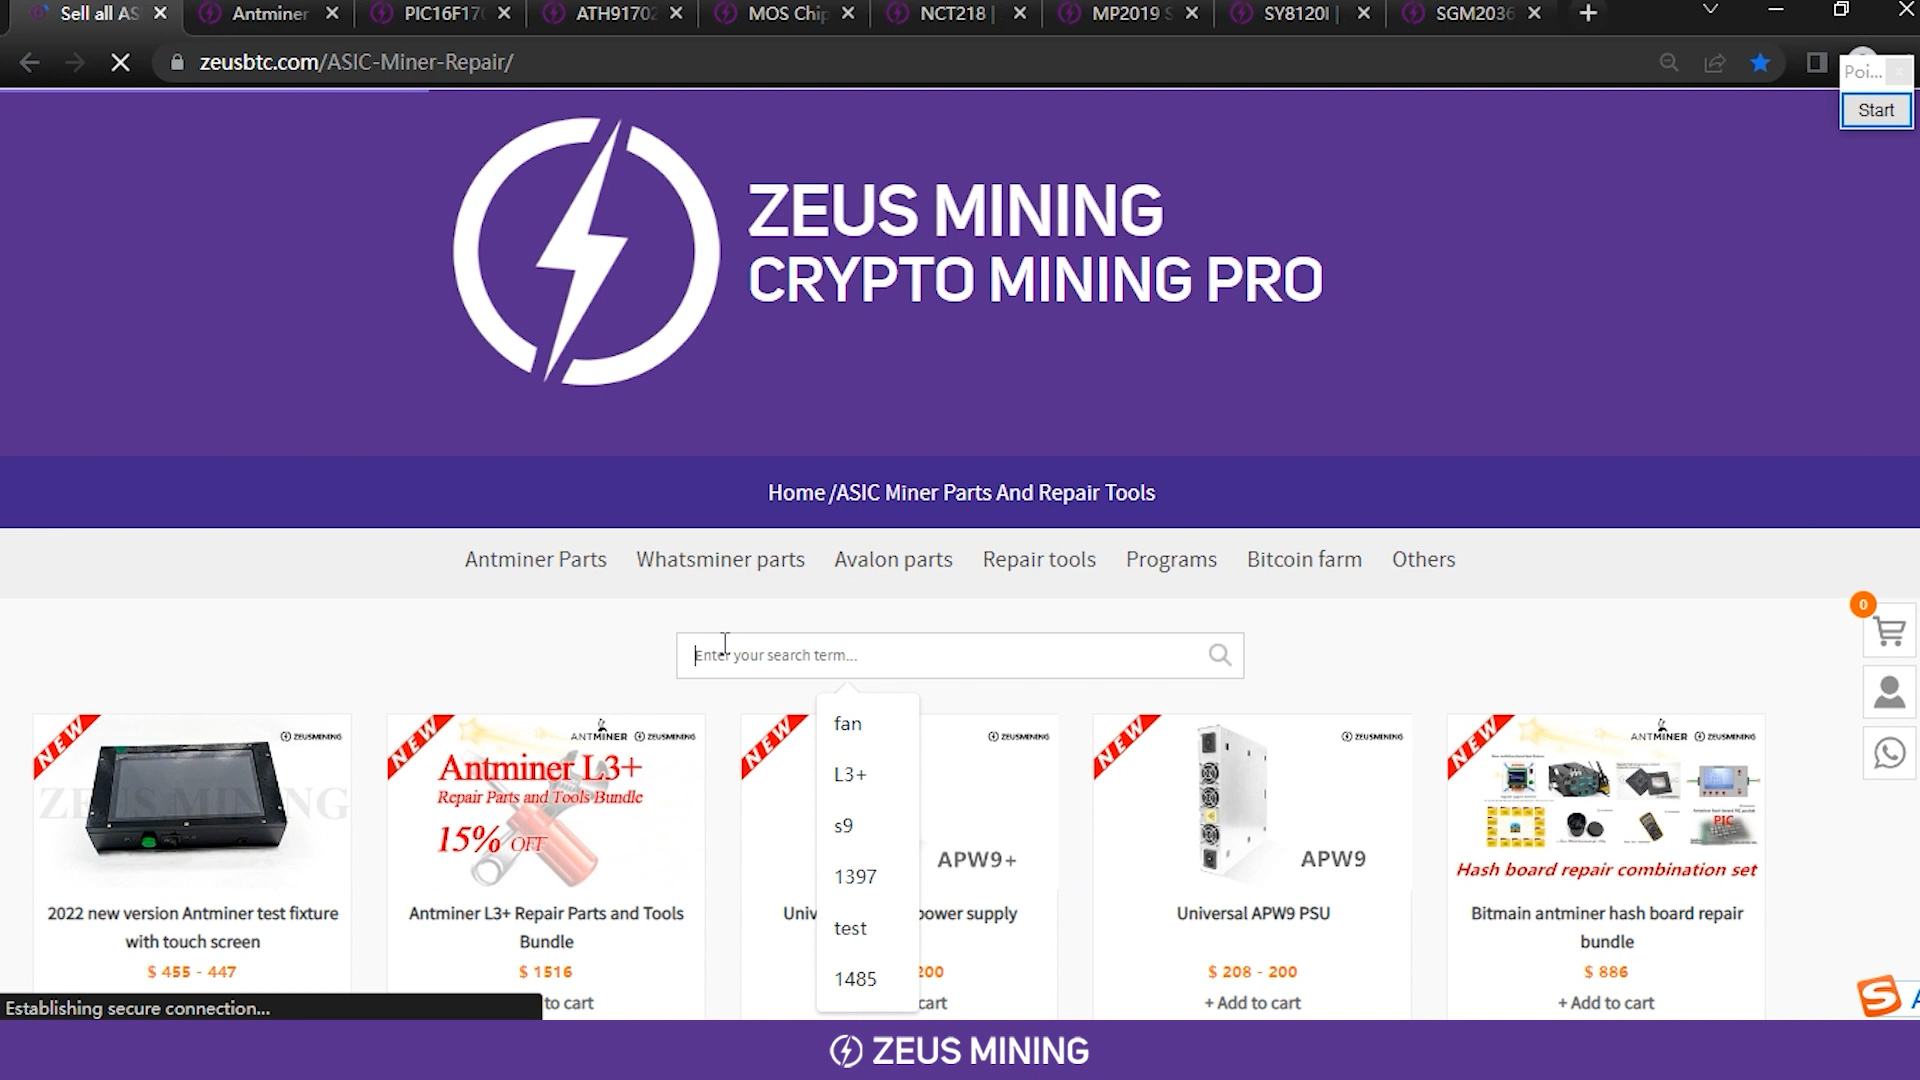 Sell all AS
Antminer
PIC16F170
ATH91702
MOS Chip
NCT218 |
MP2019 S
SY8120I |
SGM2036
zeusbtc.com/ASIC-Miner-Repair/
Poi...
Start
ZEUS MINING
CRYPTO MINING PRO
Home /ASIC Miner Parts And Repair Tools
Antminer Parts
Whatsminer parts
Avalon parts
Repair tools
Programs
Bitcoin farm
Others
0
Enter your search term...
fan
L3+
s9
1397
test
1485
NEW
ZEUSMINING
ZEUS MINING
2022 new version Antminer test fixture
with touch screen
$ 455 - 447
NEW
ANTMINER ZEUSMINING
Antminer L3+
Repair Parts and Tools Bundle
15% OFF
Antminer L3+ Repair Parts and Tools
Bundle
$ 1516
to cart
NEW
ZEUSMINING
APW9+
Univ power supply
200
cart
NEW
ZEUSMINING
APW9
Universal APW9 PSU
$ 208 - 200
+ Add to cart
NEW
ANTMINER ZEUSMINING
PIC
Hash board repair combination set
Bitmain antminer hash board repair
bundle
$ 886
+ Add to cart
Establishing secure connection...
ZEUS MINING